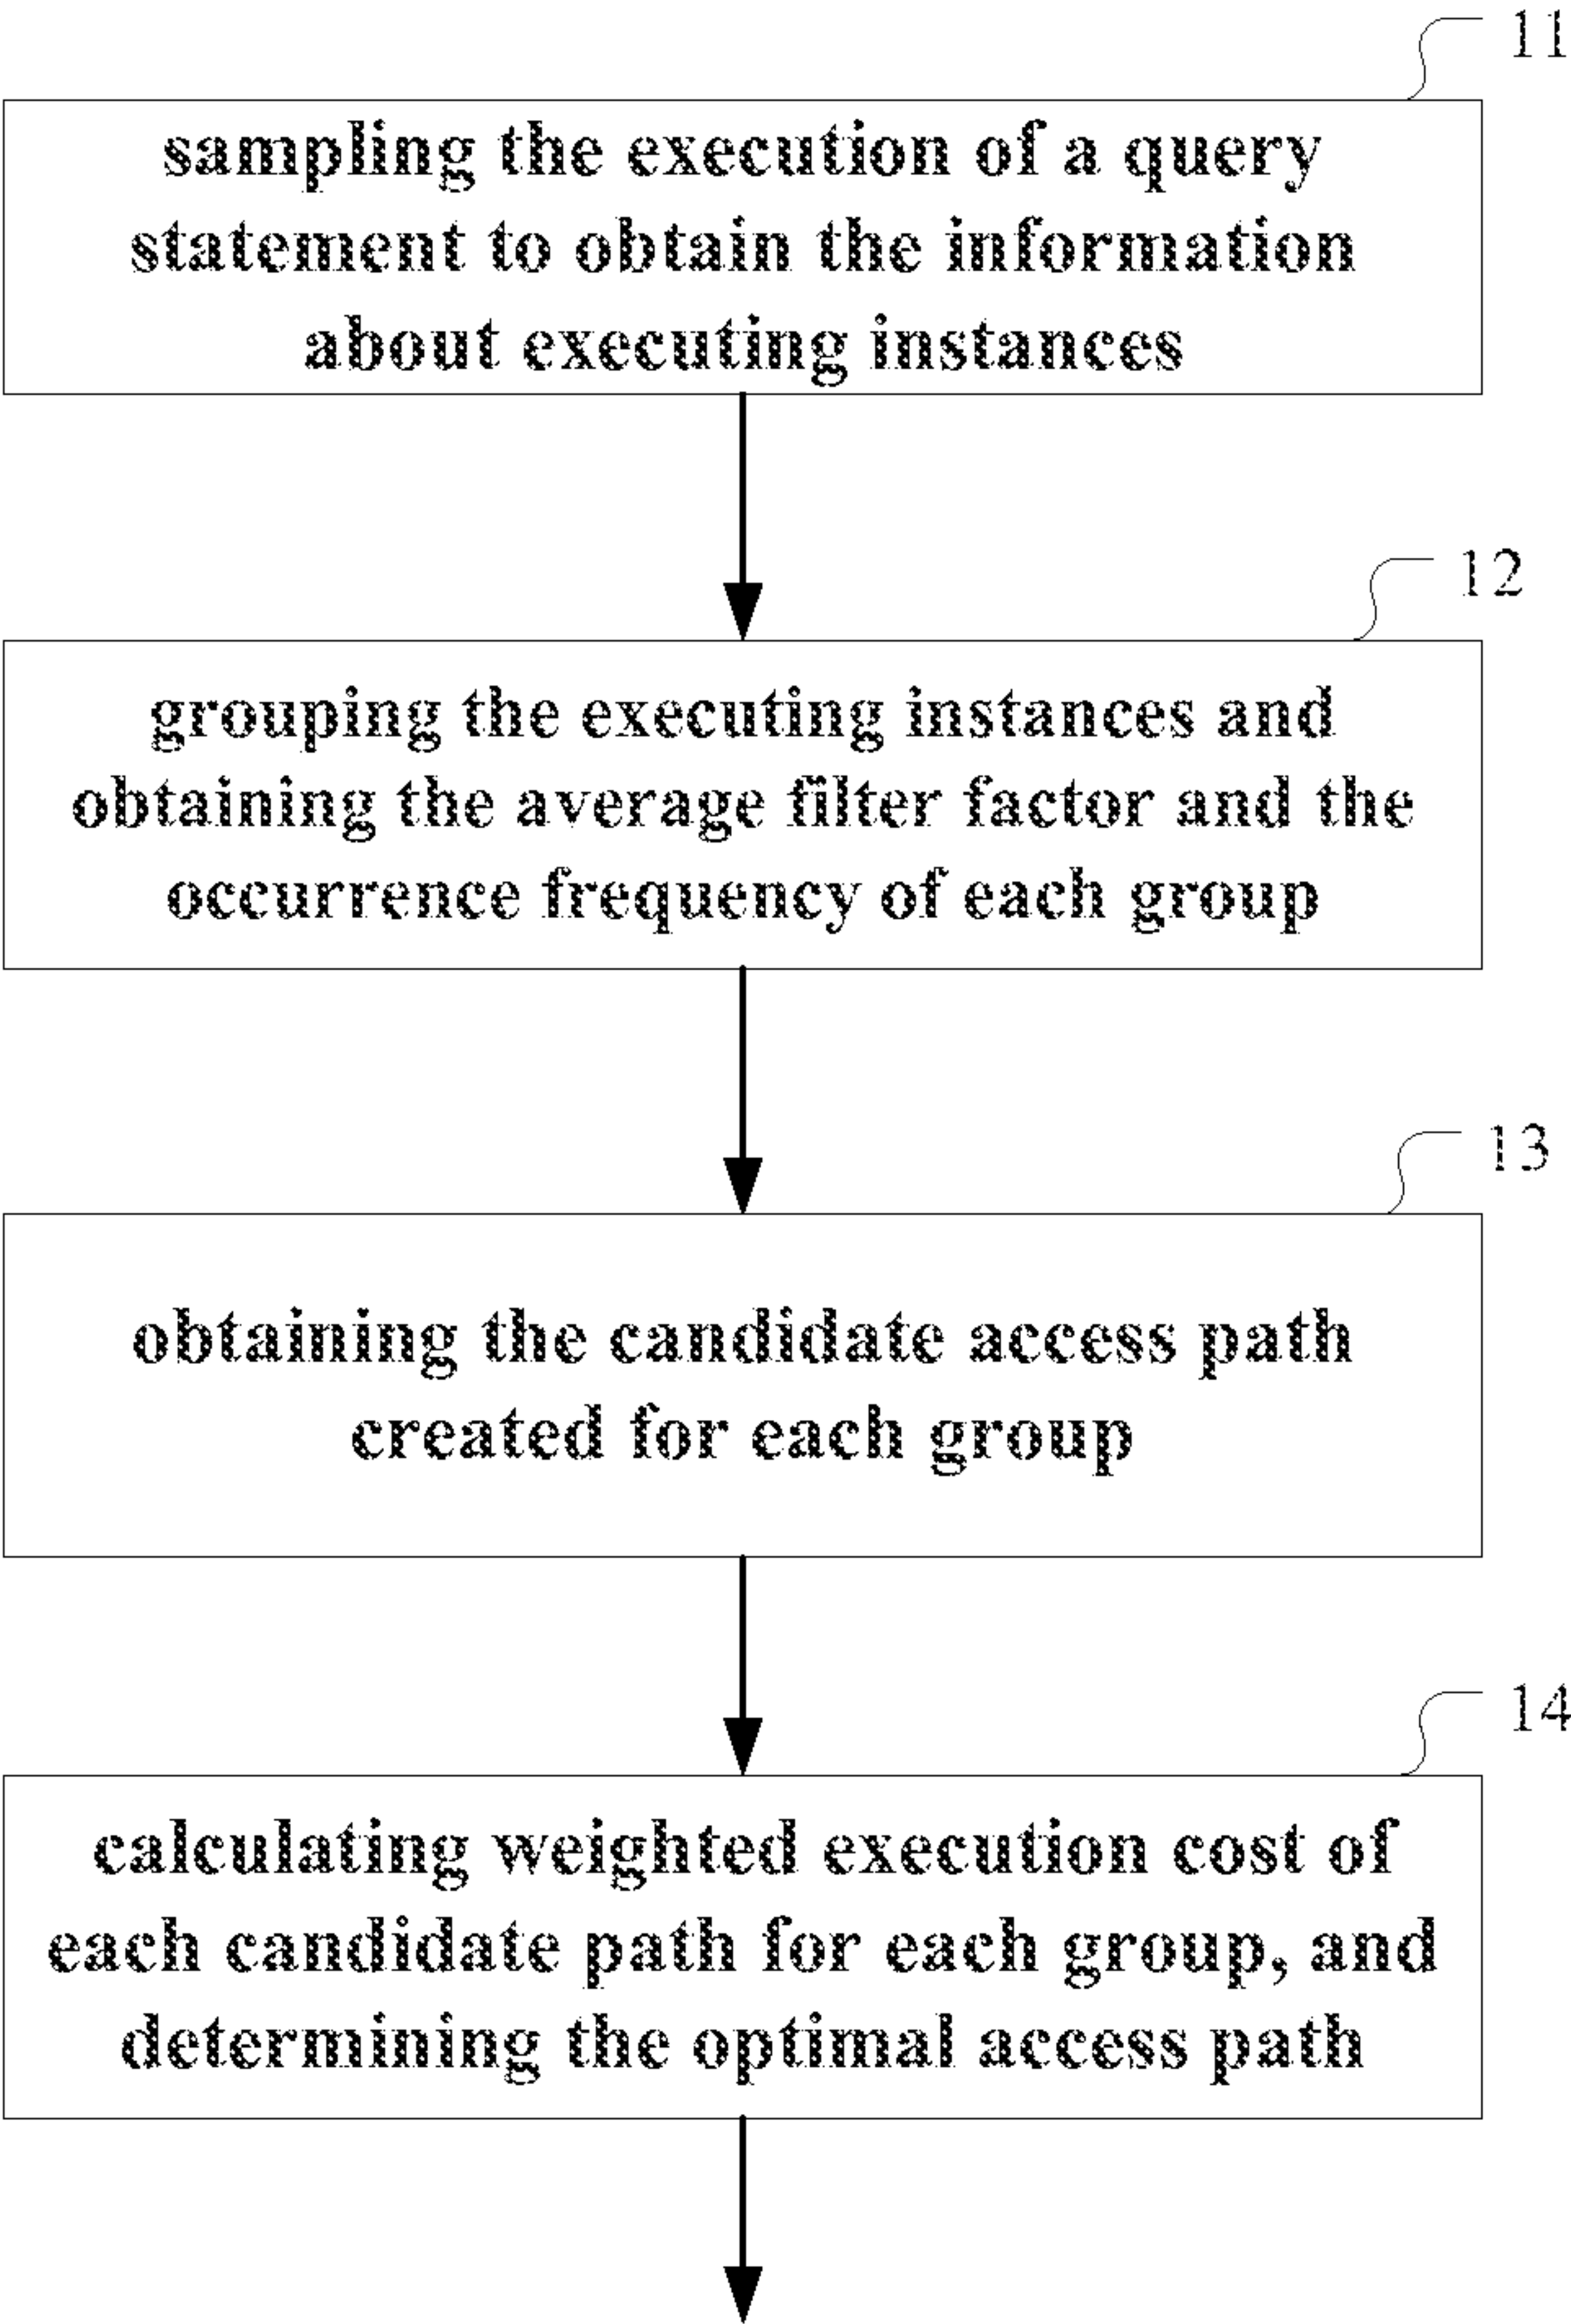 11
sampling the execution of a query
statement to obtain the information
about executing instances
12
grouping the executing instances and
obtaining the average filter factor and the
occurrence frequency of each group
13
obtaining the candidate access path
created for each group
14
calculating weighted execution cost of
each candidate path for each group, and
determining the optimal access path